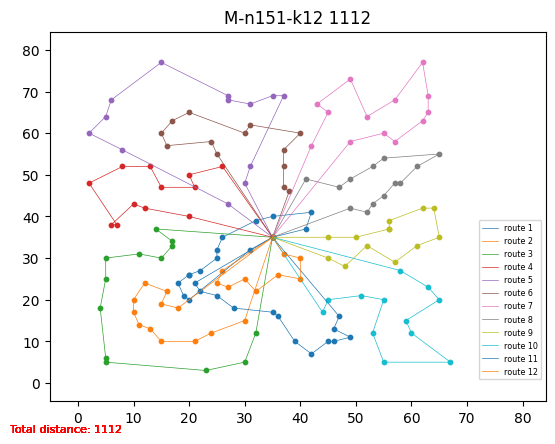 M-n151-k12 1112
80
70
60
50
40
30
20
10
0
0 10 20 30 40 50 60 70 80
route 1
route 2
route 3
route 4
route 5
route 6
route 7
route 8
route 9
route 10
route 11
route 12
Total distance: 1112